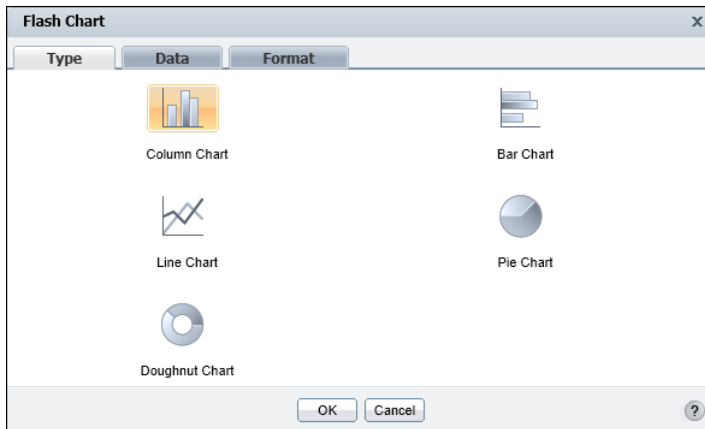 Flash Chart x
Type Data Format
Column Chart Bar Chart
Line Chart Pie Chart
Doughnut Chart
OK Cancel ?